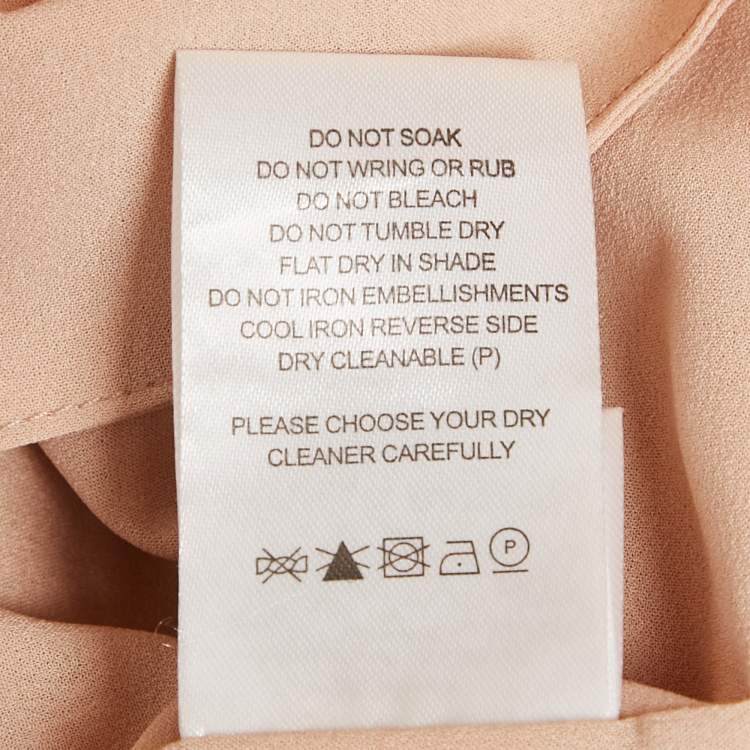 DO NOT SOAK
DO NOT WRING OR RUB
DO NOT BLEACH
DO NOT TUMBLE DRY
FLAT DRY IN SHADE
DO NOT IRON EMBELLISHMENTS
COOL IRON REVERSE SIDE
DRY CLEANABLE (P)
PLEASE CHOOSE YOUR DRY
CLEANER CAREFULLY
P